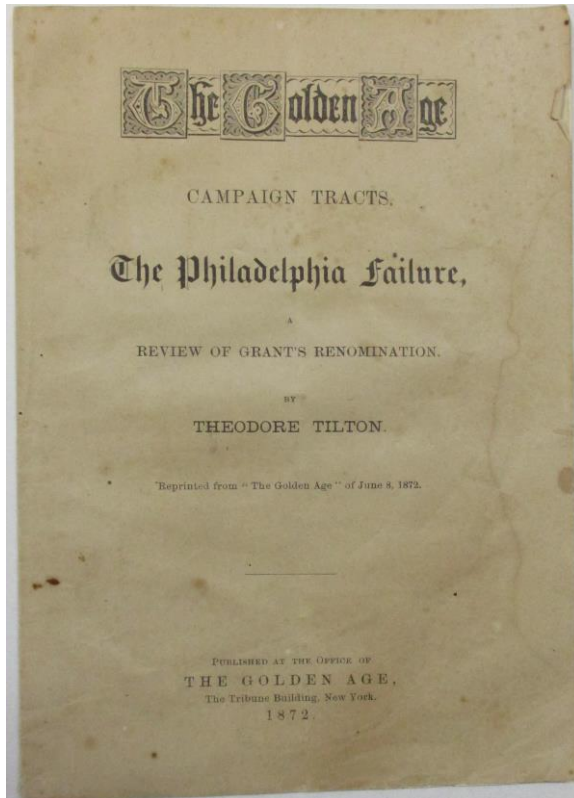 The Golden Age
CAMPAIGN TRACTS.
The Philadelphia Failure,
A
REVIEW OF GRANT'S RENOMINATION.
BY
THEODORE TILTON.
Reprinted from "The Golden Age" of June 8, 1872.
PUBLISHED AT THE OFFICE OF
THE GOLDEN AGE,
The Tribune Building, New York.
1872.